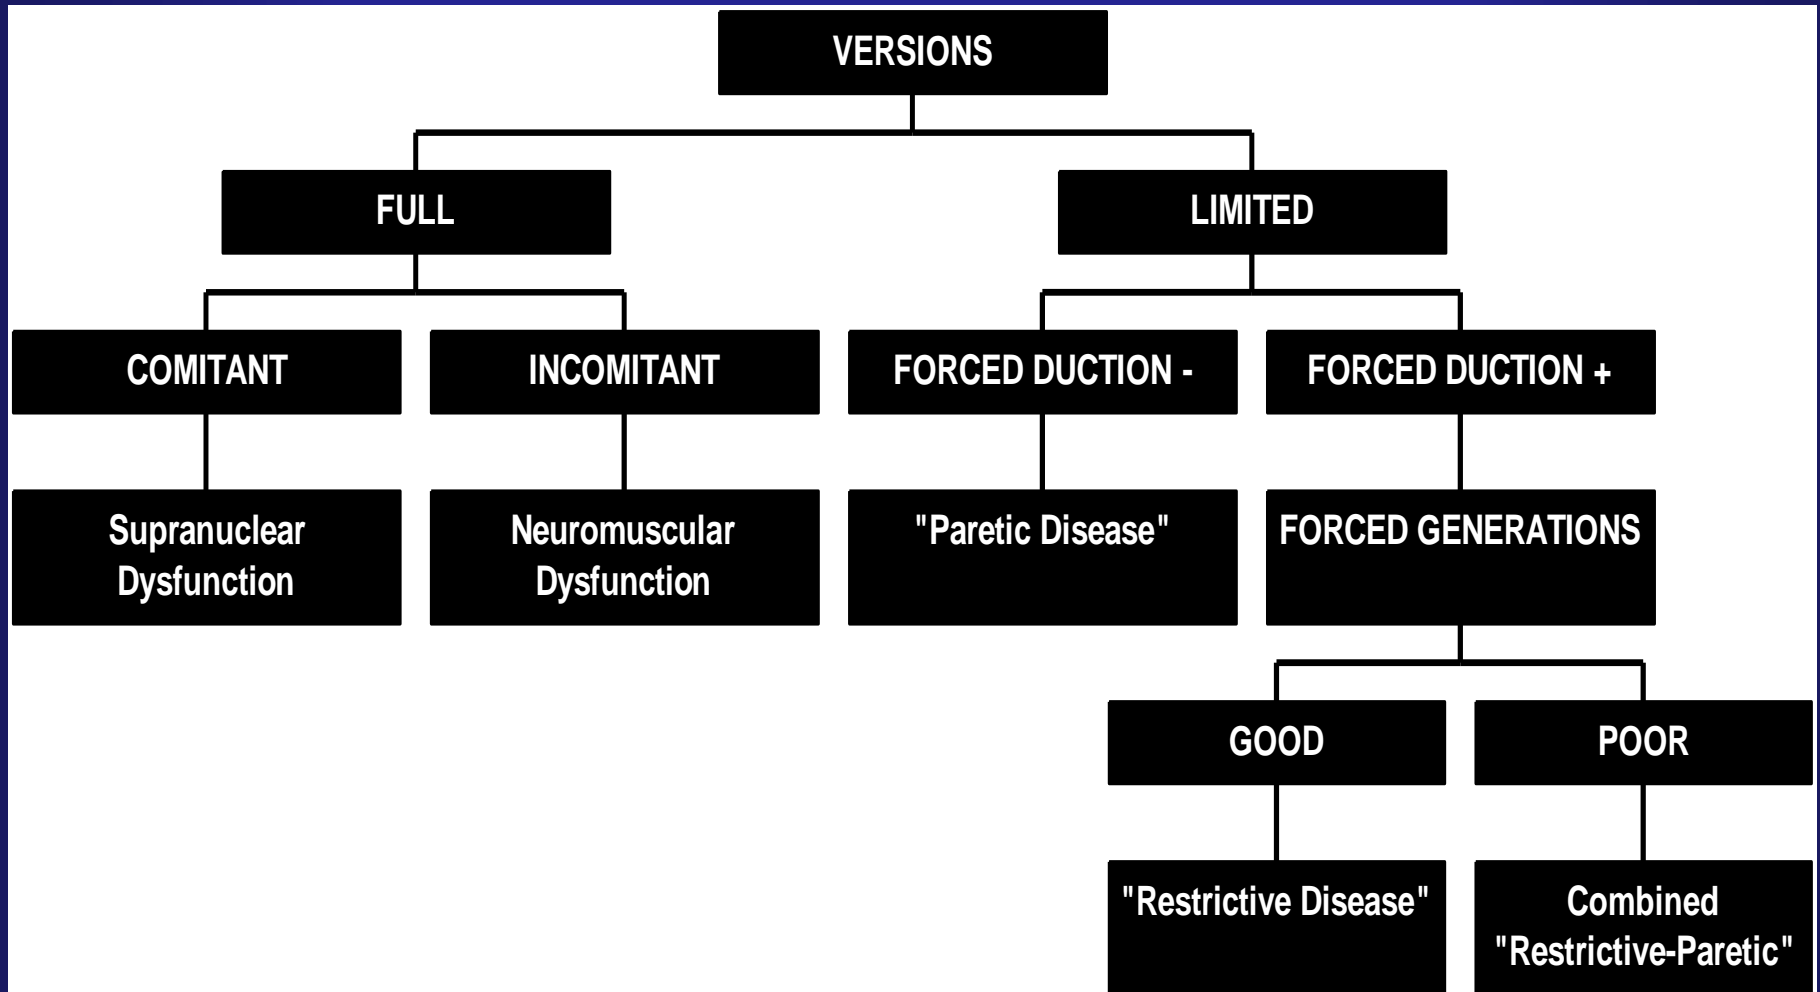 VERSIONS
FULL
LIMITED
COMITANT
INCOMITANT
FORCED DUCTION -
FORCED DUCTION +
Supranuclear
Dysfunction
Neuromuscular
Dysfunction
"Paretic Disease"
FORCED GENERATIONS
GOOD
POOR
"Restrictive Disease"
Combined
"Restrictive-Paretic"